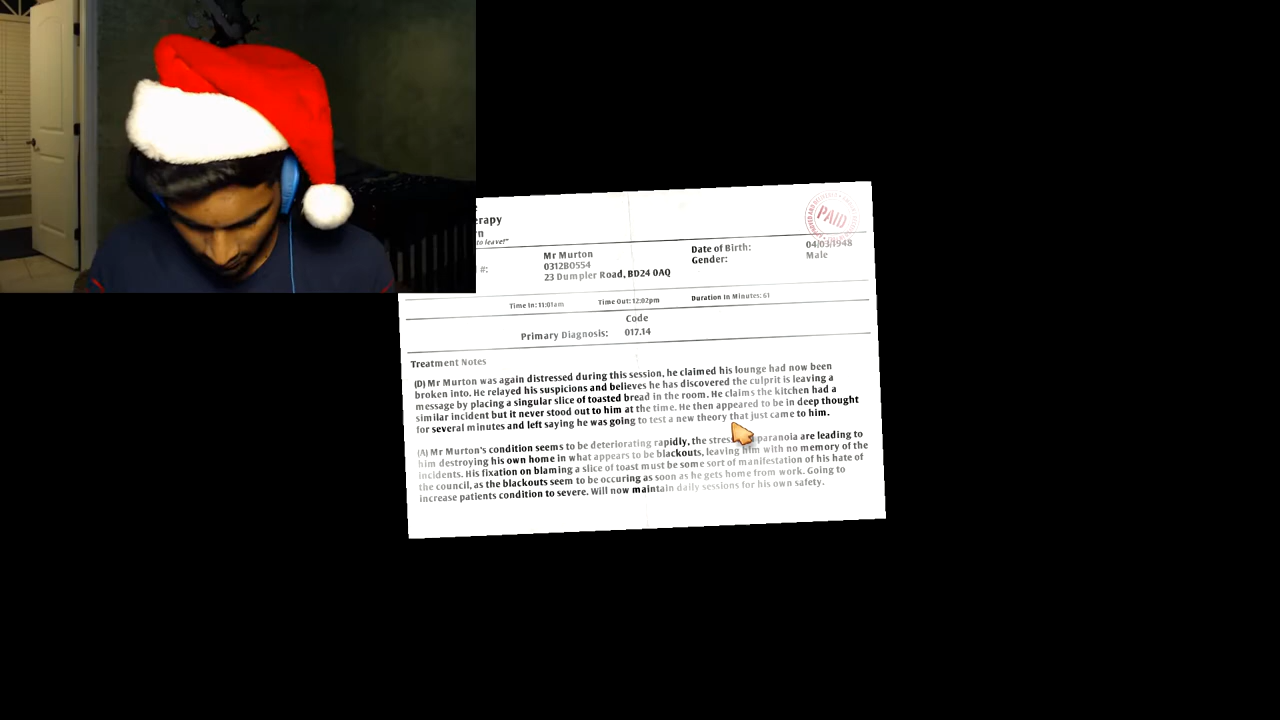 erapy
n
to leave!"
PAID
Mr Murton
Date of Birth: 04/03/1948
#: 0312B0554
Gender: Male
23 Dumpler Road, BD24 0AQ
Time In: 11:01am Time Out: 12:02pm Duration In Minutes: 61
Code
Primary Diagnosis: 017.14
Treatment Notes
(D) Mr Murton was again distressed during this session, he claimed his lounge had now been
broken into. He relayed his suspicions and believes he has discovered the culprit is leaving a
message by placing a singular slice of toasted bread in the room. He claims the kitchen had a
similar incident but it never stood out to him at the time. He then appeared to be in deep thought
for several minutes and left saying he was going to test a new theory that just came to him.
(A) Mr Murton's condition seems to be deteriorating rapidly, the stress paranoia are leading to
him destroying his own home in what appears to be blackouts, leaving him with no memory of the
incidents. His fixation on blaming a slice of toast must be some sort of manifestation of his hate of
the council, as the blackouts seem to be occuring as soon as he gets home from work. Going to
increase patients condition to severe. Will now maintain daily sessions for his own safety.